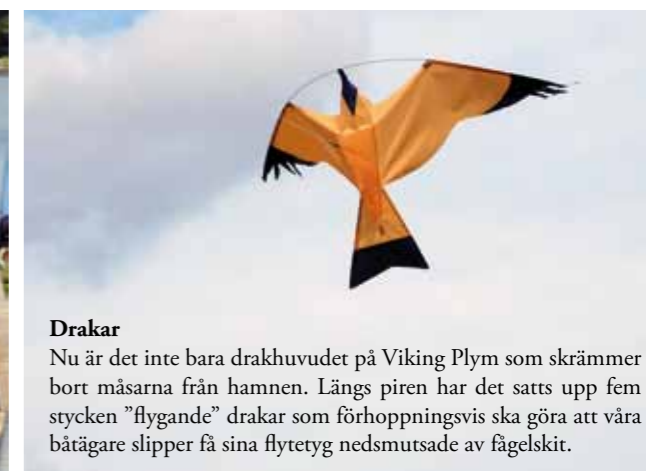 Drakar
Nu är det inte bara drakhuvudet på Viking Plym som skrämmer
bort måsarna från hamnen. Längs piren har det satts upp fem
stycken ”flygande” drakar som förhoppningsvis ska göra att våra
båtägare slipper få sina flytetyg nedsmutsade av fågelskit.